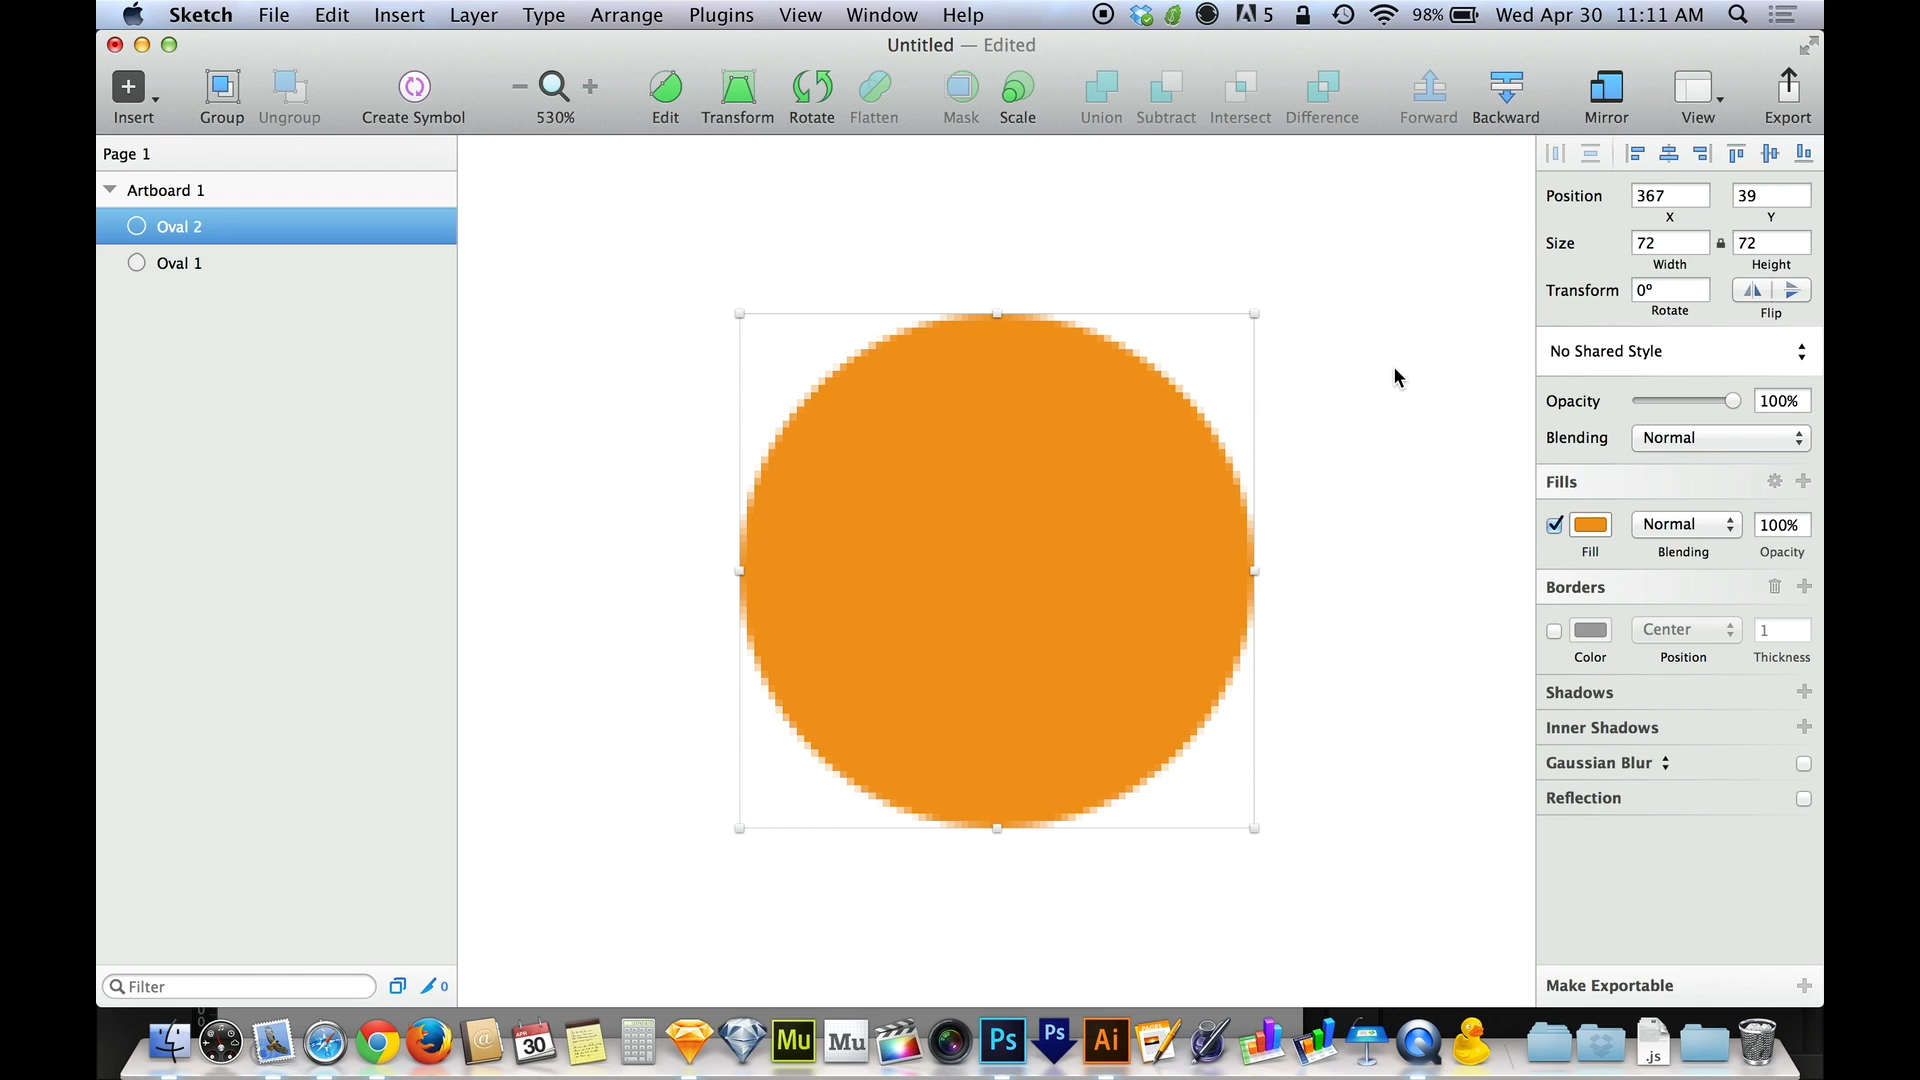 Sketch File Edit Insert Layer Type Arrange Plugins View Window Help 5 98% Wed Apr 30 11:11 AM
Untitled — Edited
Insert Group Ungroup Create Symbol 530% Edit Transform Rotate Flatten Mask Scale Union Subtract Intersect Difference Forward Backward Mirror View Export
Page 1
Artboard 1
Oval 2
Oval 1
Position 367 39
X Y
Size 72 72
Width Height
Transform 0º
Rotate Flip
No Shared Style
Opacity 100%
Blending Normal
Fills
Normal 100%
Fill Blending Opacity
Borders
Center 1
Color Position Thickness
Shadows
Inner Shadows
Gaussian Blur
Reflection
Make Exportable
Filter 0
APR
30
Mu Mu Ps Ps Ai PAGES .js